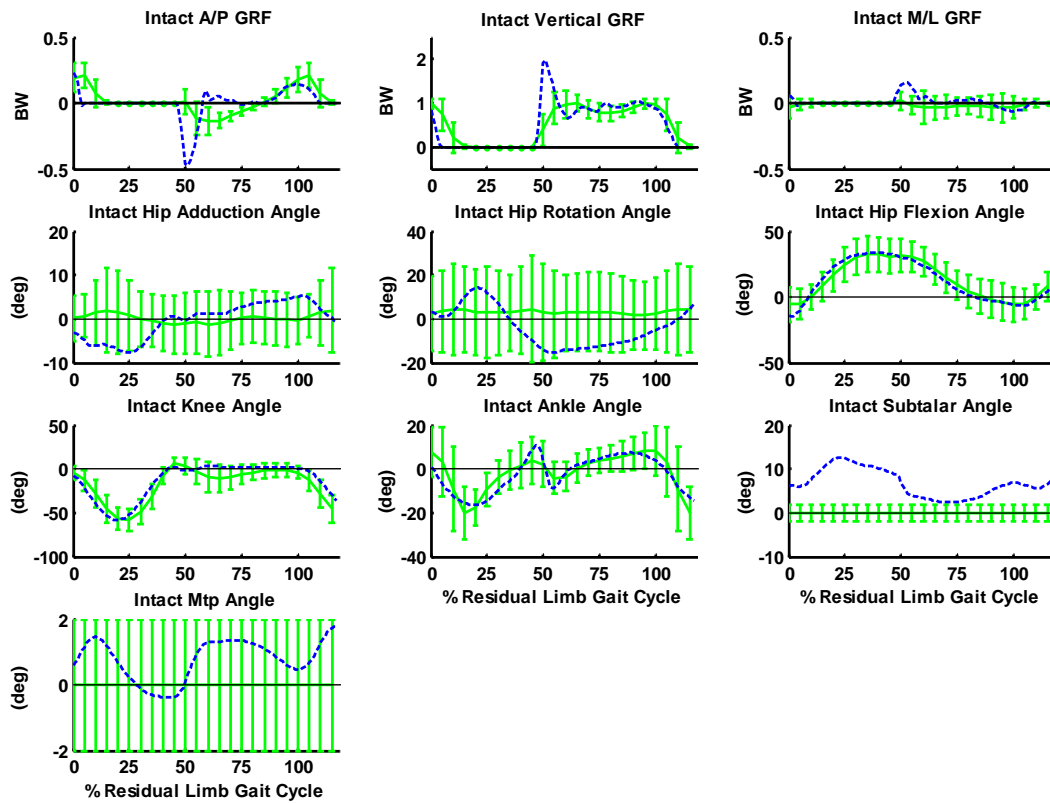 Intact A/P GRF
Intact Vertical GRF
Intact M/L GRF
0.5
0
-0.5
BW
0 25 50 75 100
2
1
0
BW
0 25 50 75 100
0.5
0
-0.5
BW
0 25 50 75 100
Intact Hip Adduction Angle
Intact Hip Rotation Angle
Intact Hip Flexion Angle
20
10
0
-10
(deg)
0 25 50 75 100
40
20
0
-20
(deg)
0 25 50 75 100
50
0
-50
(deg)
0 25 50 75 100
Intact Knee Angle
Intact Ankle Angle
Intact Subtalar Angle
50
0
-50
-100
(deg)
0 25 50 75 100
20
0
-20
-40
(deg)
0 25 50 75 100
% Residual Limb Gait Cycle
20
10
0
-10
(deg)
0 25 50 75 100
% Residual Limb Gait Cycle
Intact Mtp Angle
2
0
-2
(deg)
0 25 50 75 100
% Residual Limb Gait Cycle